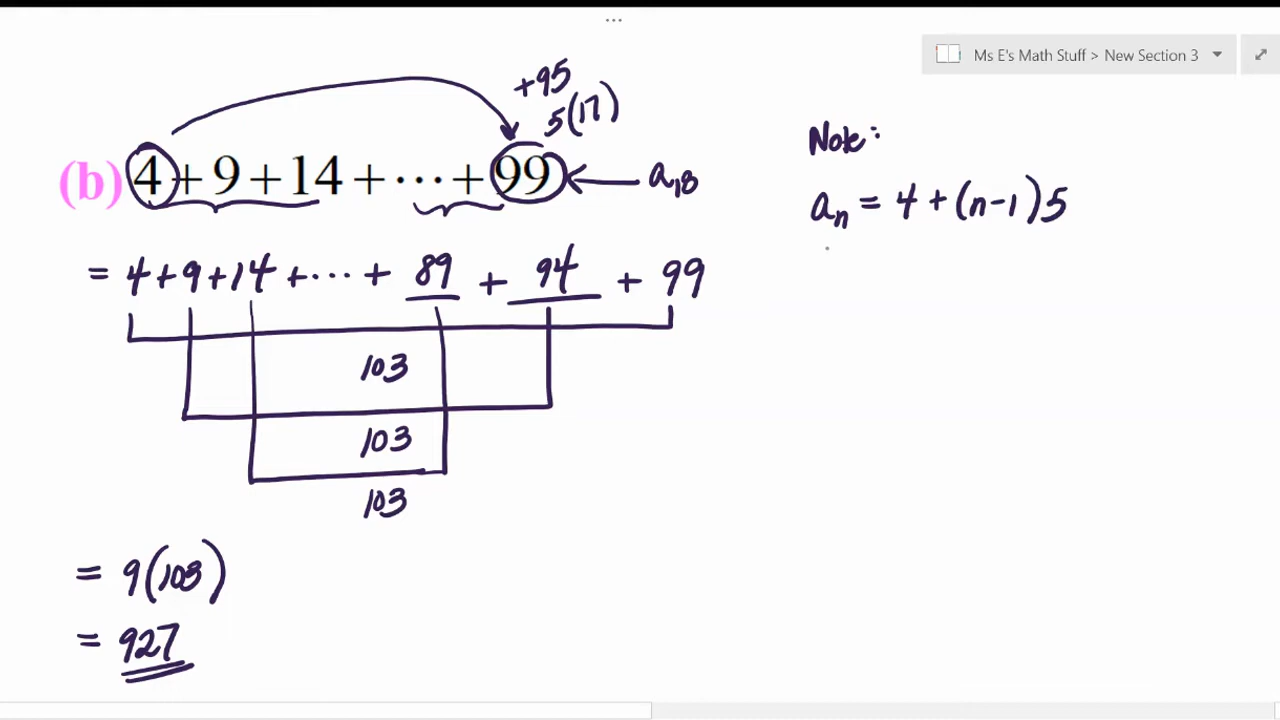 ...
Ms E's Math Stuff > New Section 3
+95
5(17)
(b) 4 + 9 + 14 + ··· + 99 ← a₁₈
Note:
aₙ = 4 + (n-1)5
= 4 + 9 + 14 + ··· + 89 + 94 + 99
103
103
103
= 9(103)
= 927